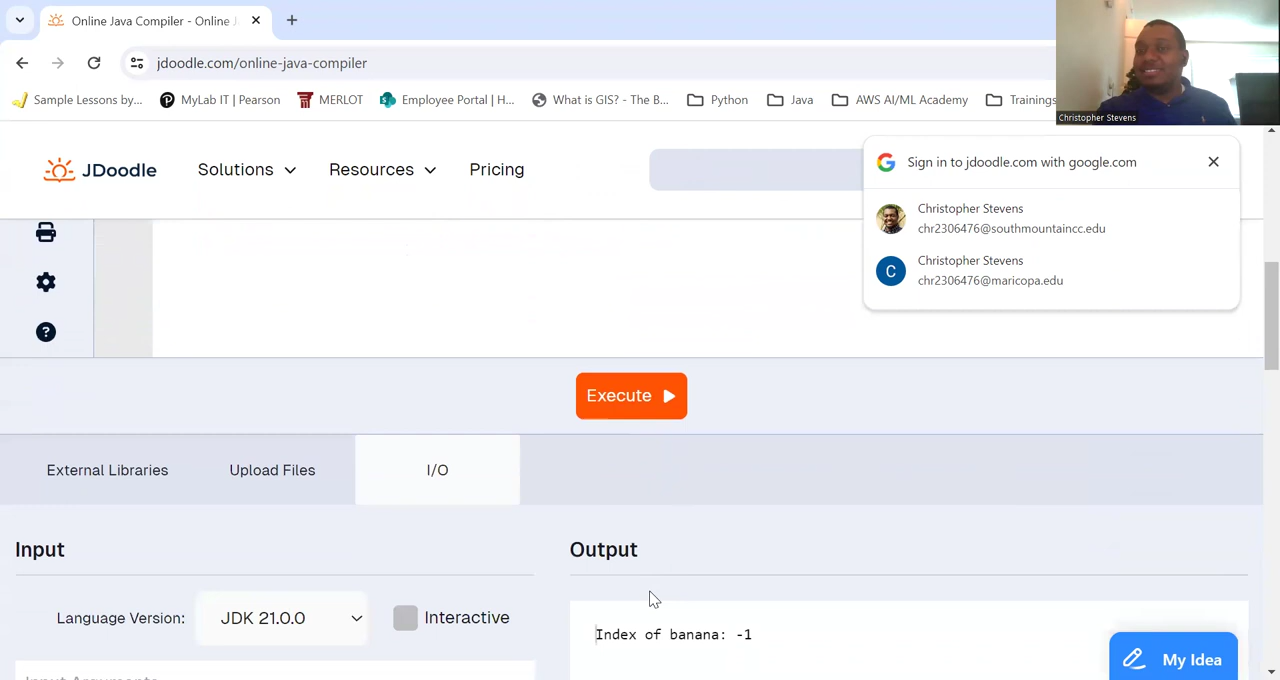 Online Java Compiler - Online J
jdoodle.com/online-java-compiler
Sample Lessons by...
MyLab IT | Pearson
MERLOT
Employee Portal | H...
What is GIS? - The B...
Python
Java
AWS AI/ML Academy
Trainings
Christopher Stevens
JDoodle
Solutions
Resources
Pricing
Sign in to jdoodle.com with google.com
Christopher Stevens
chr2306476@southmountaincc.edu
C
Christopher Stevens
chr2306476@maricopa.edu
Execute
External Libraries
Upload Files
I/O
Input
Output
Language Version:
JDK 21.0.0
Interactive
Index of banana: -1
My Idea
Input Arguments